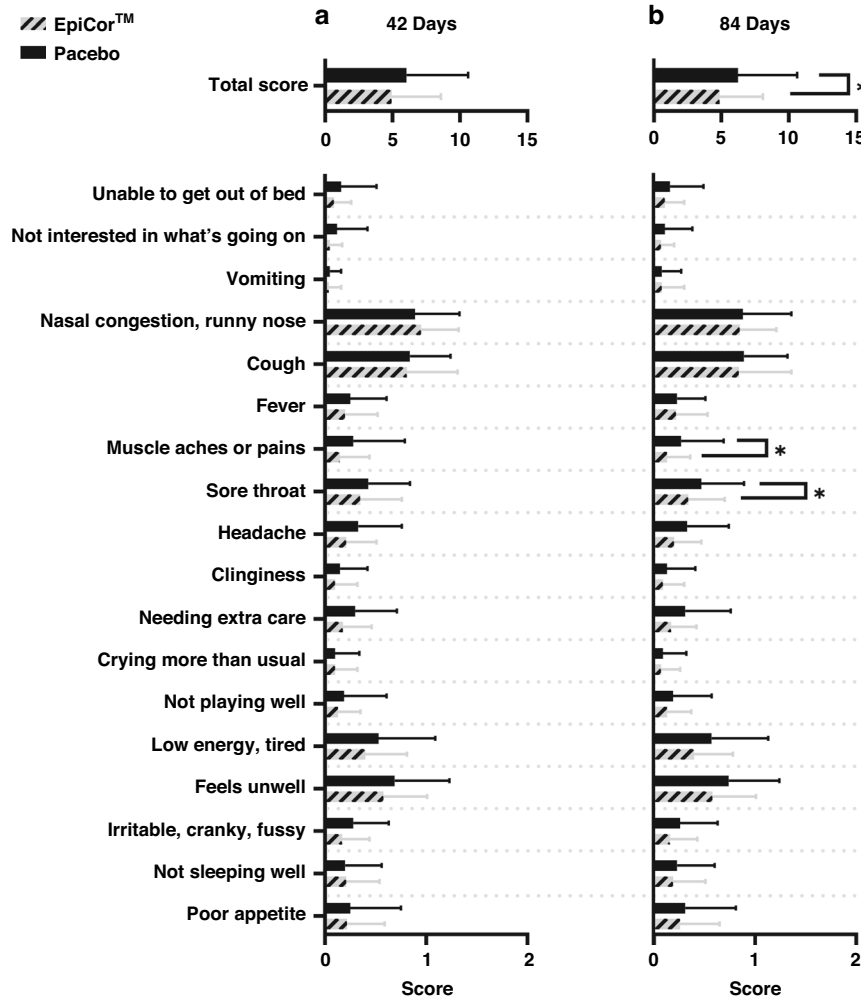 EpiCor™
Pacebo
a 42 Days
b 84 Days
Total score
0 5 10 15
0 5 10 15
*
Unable to get out of bed
Not interested in what's going on
Vomiting
Nasal congestion, runny nose
Cough
Fever
Muscle aches or pains
*
Sore throat
*
Headache
Clinginess
Needing extra care
Crying more than usual
Not playing well
Low energy, tired
Feels unwell
Irritable, cranky, fussy
Not sleeping well
Poor appetite
0 1 2
0 1 2
Score
Score